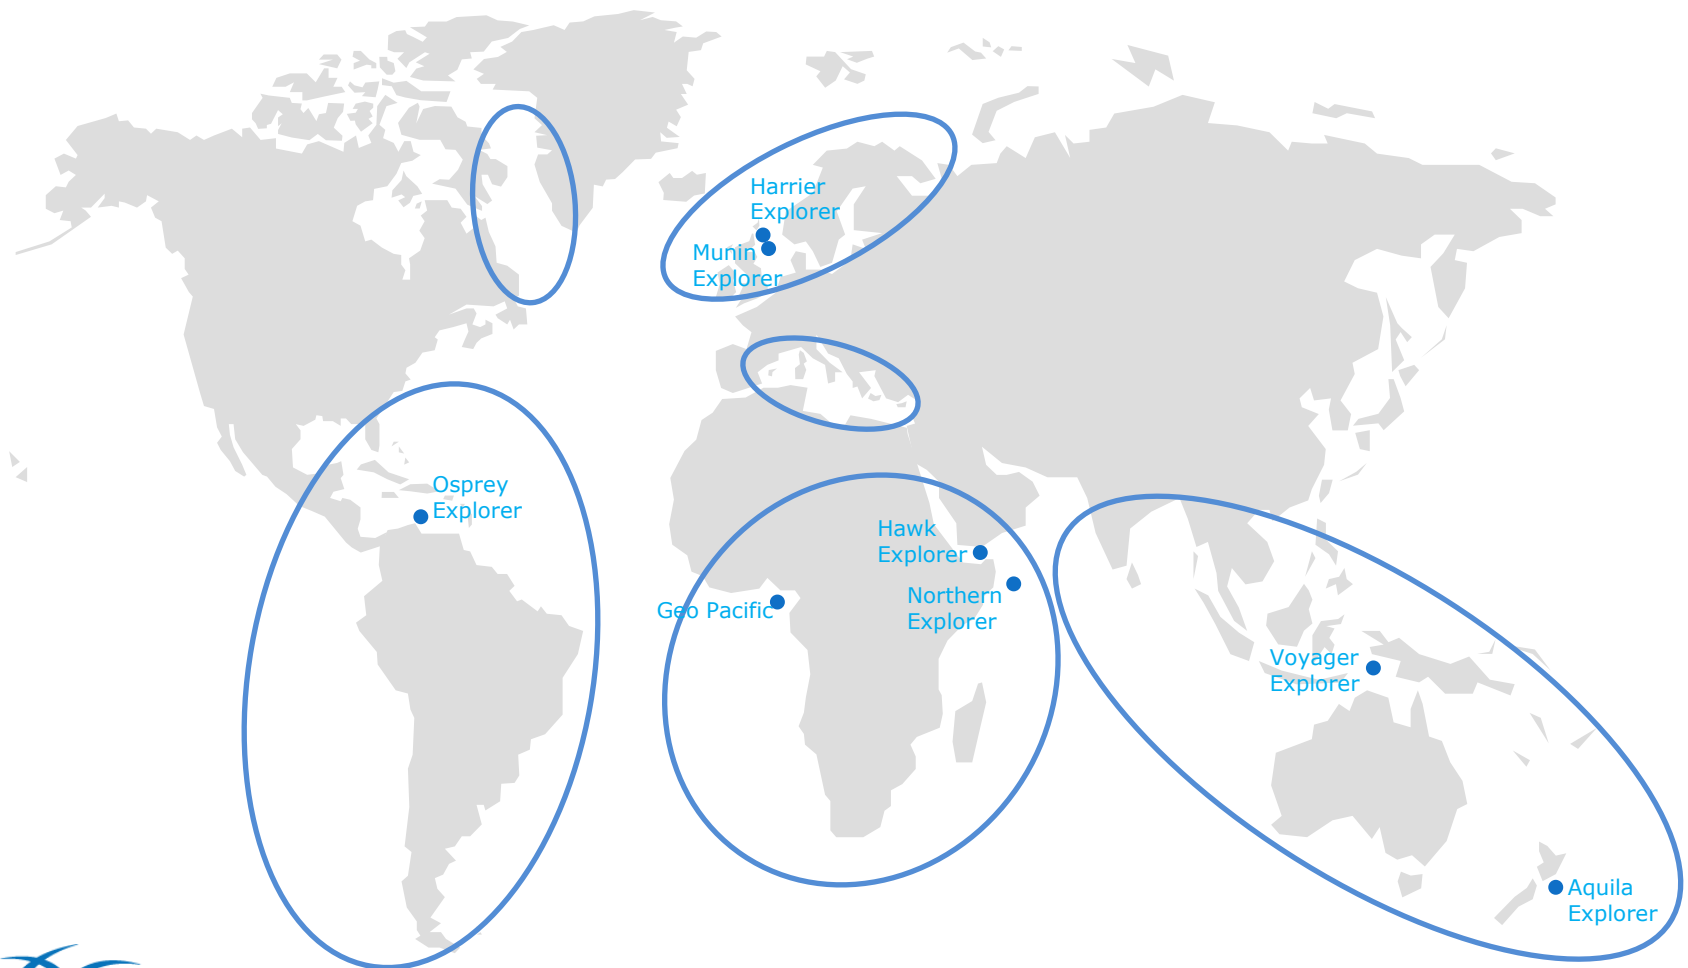 Harrier
Explorer
Munin
Explorer
Osprey
Explorer
Hawk
Explorer
Northern
Explorer
Geo Pacific
Voyager
Explorer
Aquila
Explorer